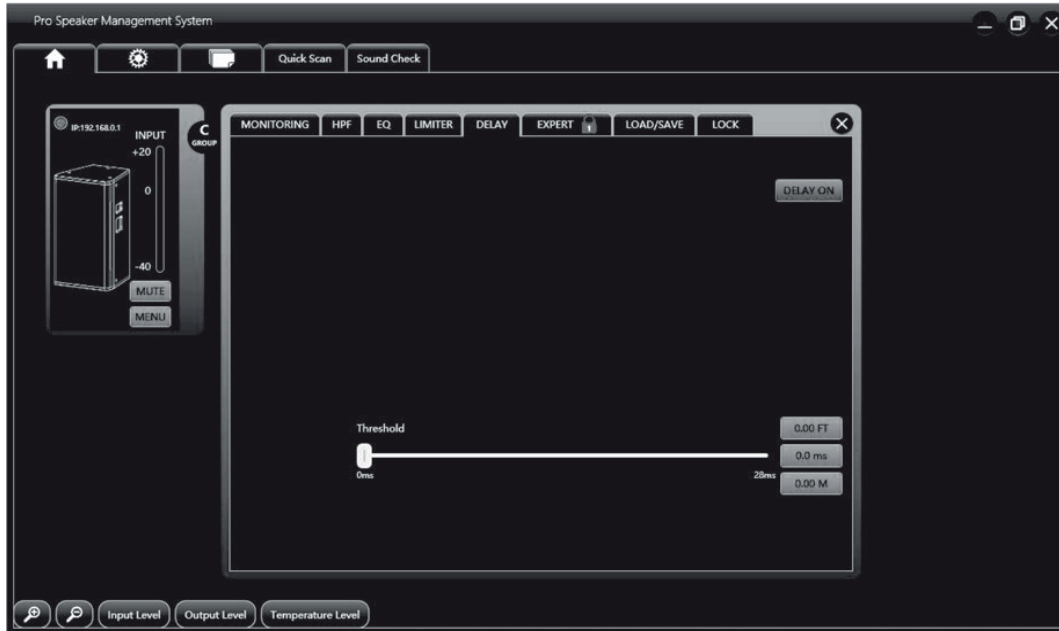 Pro Speaker Management System
Quick Scan
Sound Check
IP:192.168.0.1
INPUT
+20
0
-40
MUTE
MENU
C
GROUP
MONITORING
HPF
EQ
LIMITER
DELAY
EXPERT
LOAD/SAVE
LOCK
DELAY ON
Threshold
0ms
28ms
0.00 FT
0.0 ms
0.00 M
Input Level
Output Level
Temperature Level